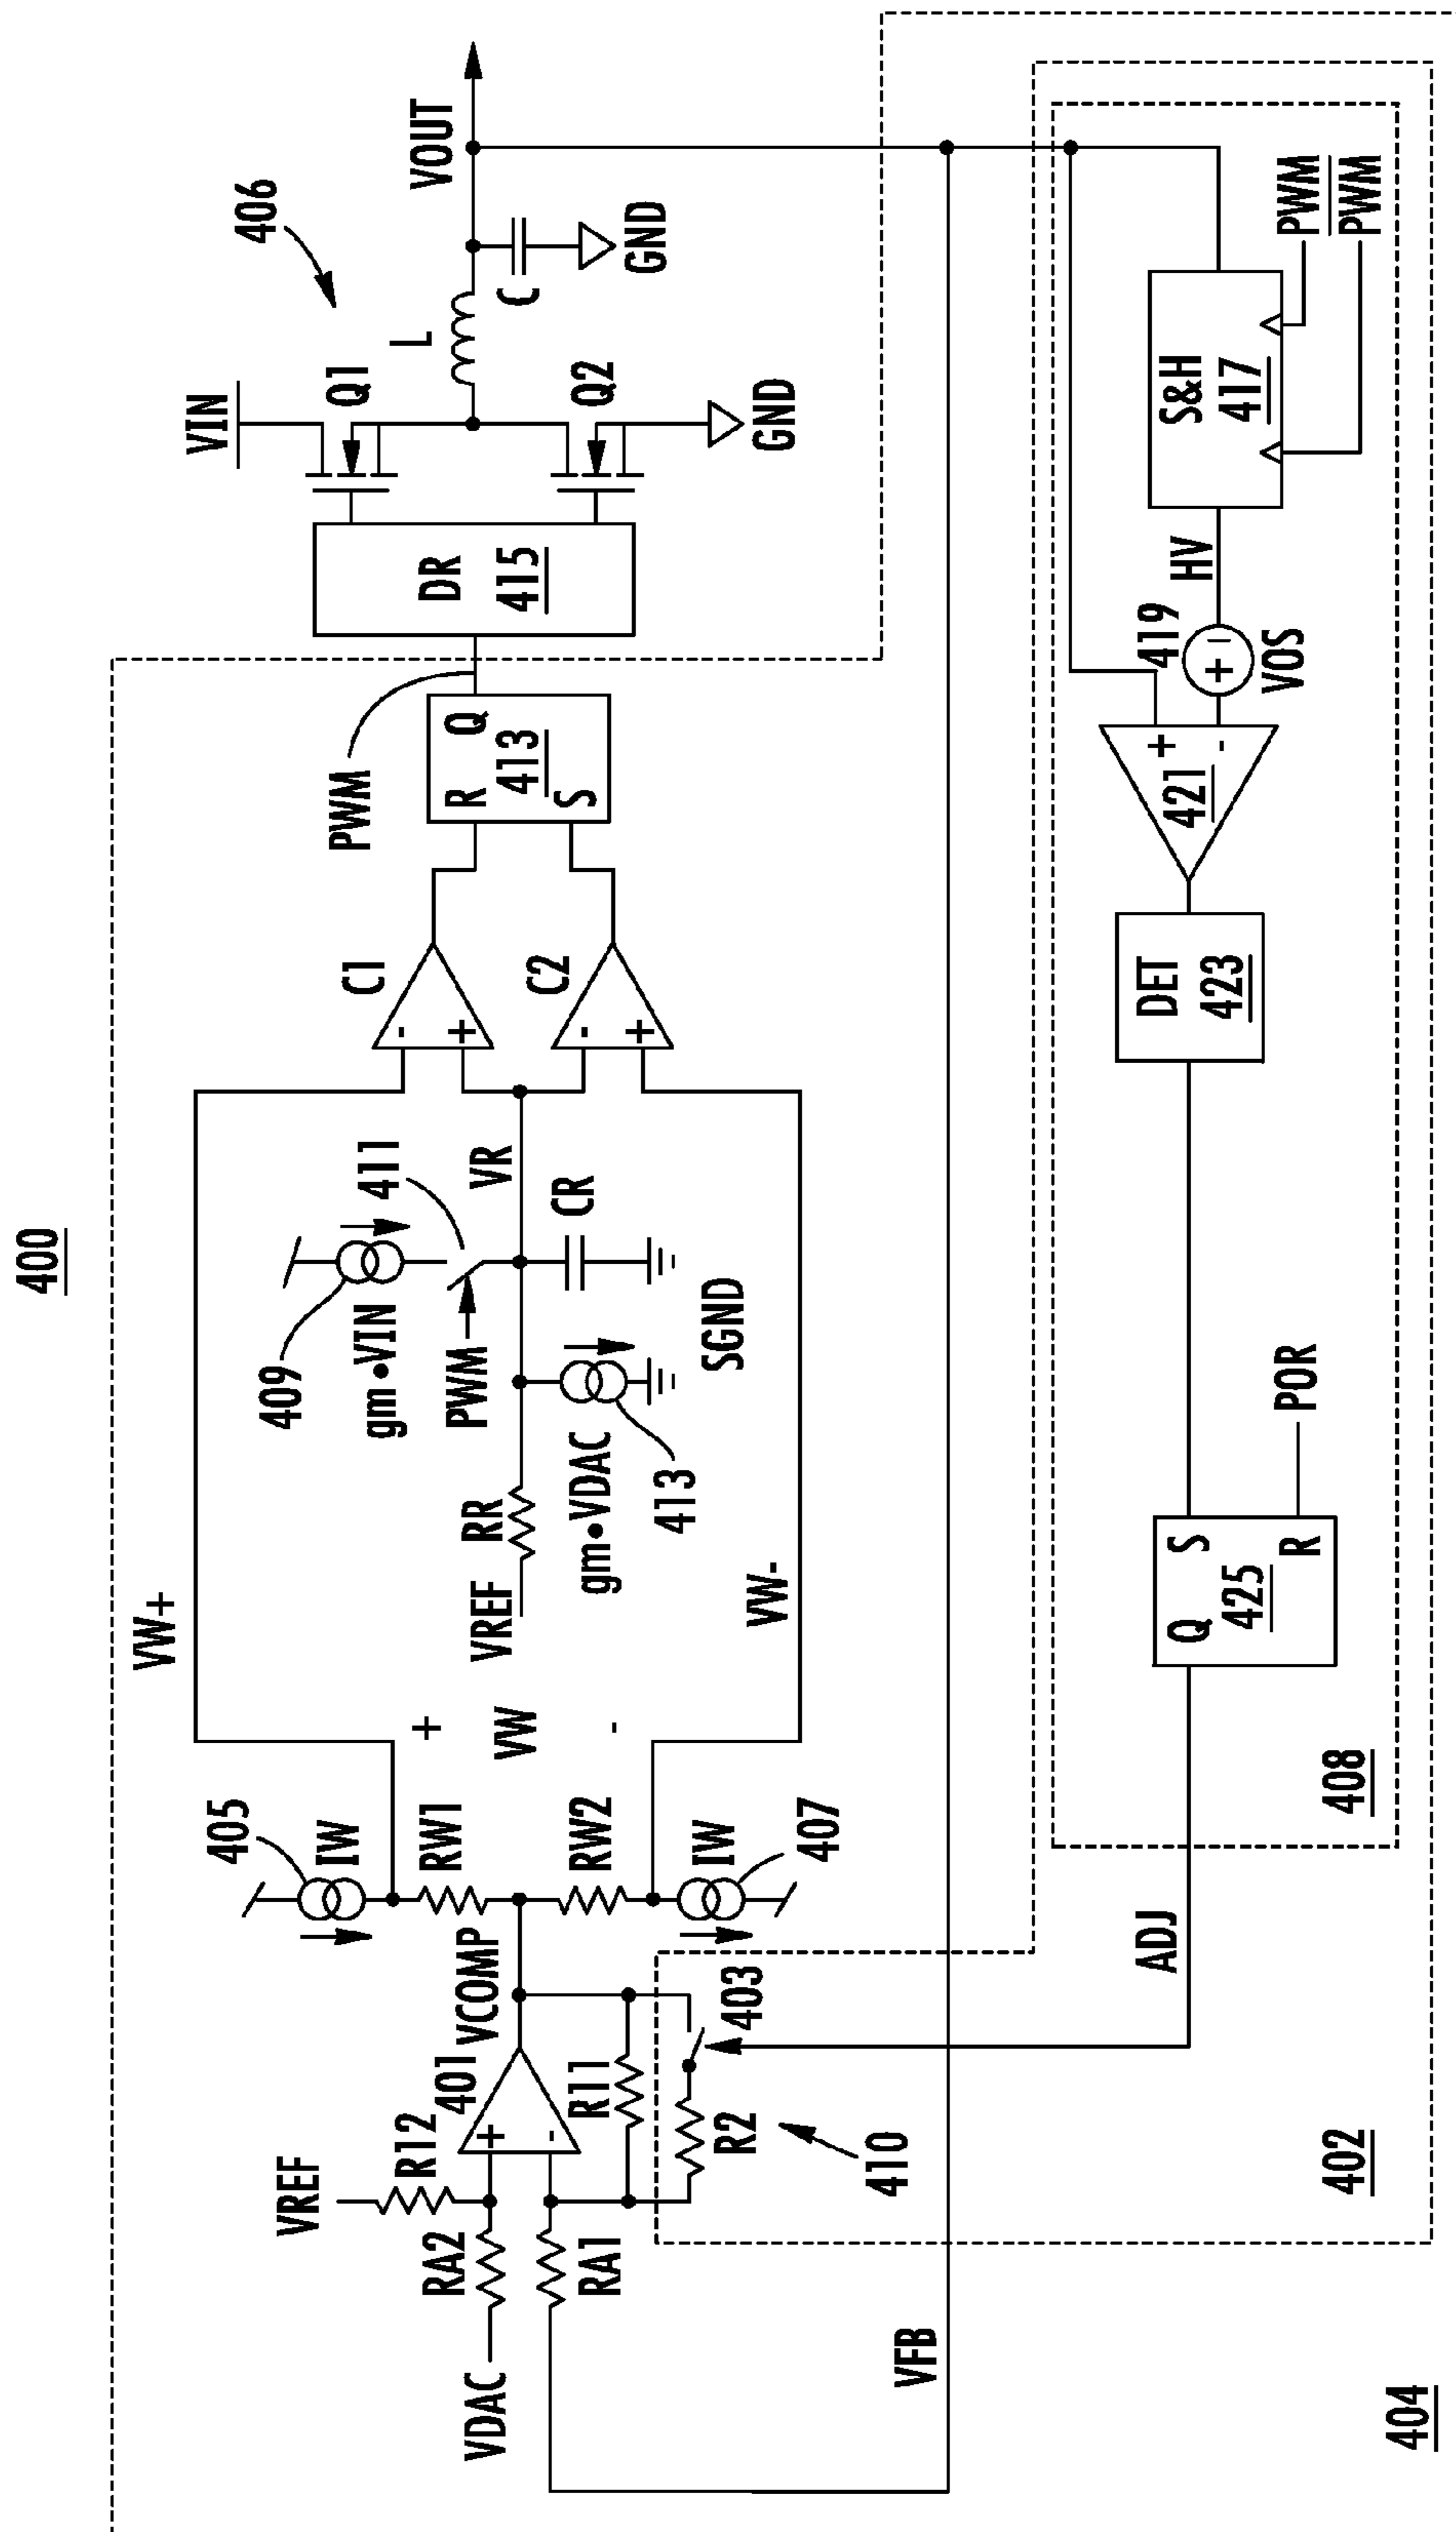 400
VREF
R12
RA2
VDAC
RA1
VFB
401
+
-
VCOMP
R11
R2
403
410
405
IW
RW1
RW2
IW
407
VW+
+
VW
-
VW-
409
gm•VIN
PWM
411
VREF
RR
gm•VDAC
413
VR
CR
SGND
C1
-
+
C2
-
+
PWM
R
Q
413
S
DR
415
VIN
Q1
Q2
GND
L
C
GND
406
VOUT
ADJ
Q
S
425
R
POR
DET
423
421
+
-
419
+
-
VOS
HV
S&H
417
PWM
PWM
408
402
404